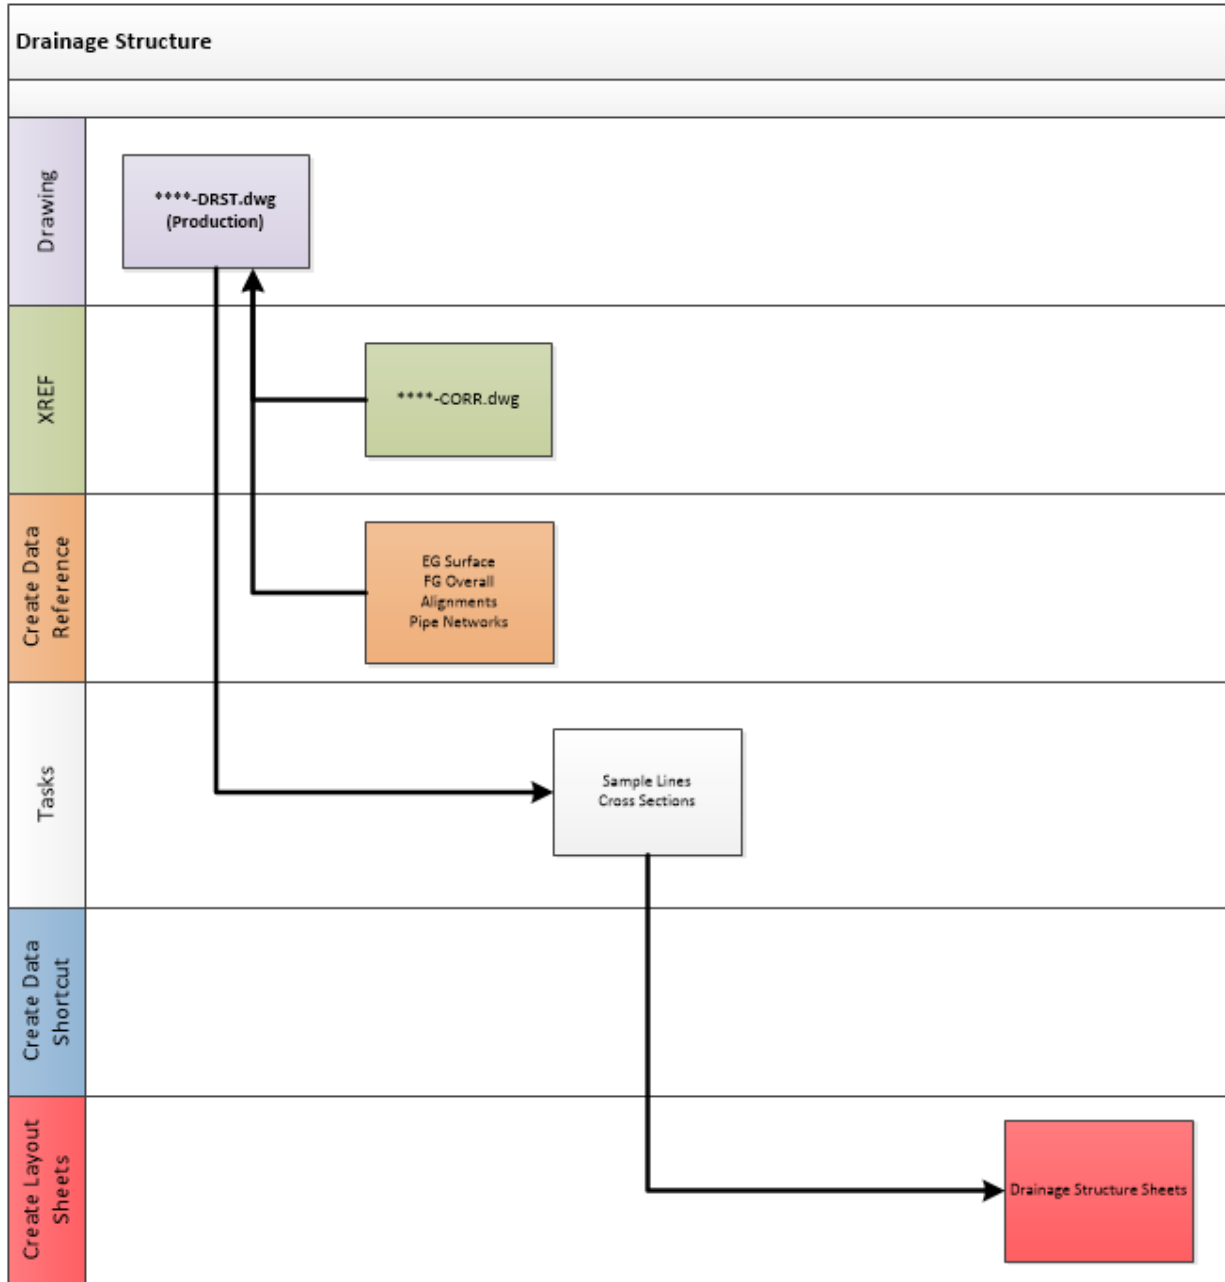 Drainage Structure
Drawing
****-DRST.dwg
(Production)
XREF
****-CORR.dwg
Create Data
Reference
EG Surface
FG Overall
Alignments
Pipe Networks
Tasks
Sample Lines
Cross Sections
Create Data
Shortcut
Create Layout
Sheets
Drainage Structure Sheets